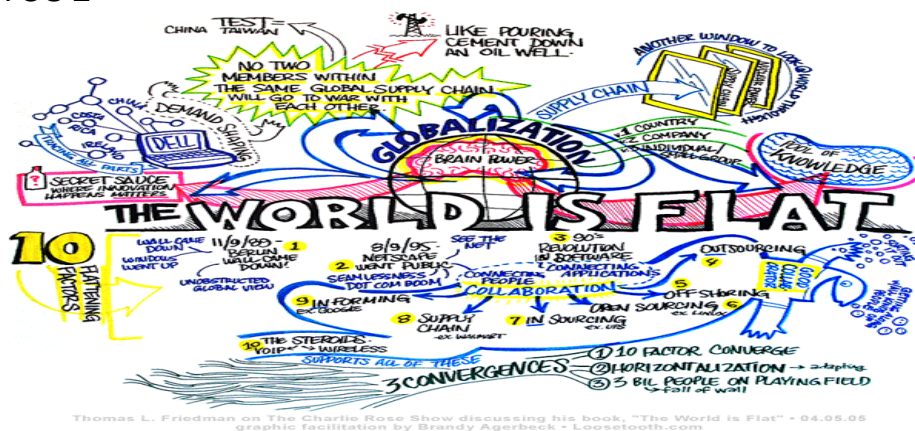 TEST =
CHINA TAIWAN
LIKE POURING
CEMENT DOWN
AN OIL WELL.
NO TWO
MEMBERS WITHIN
THE SAME GLOBAL SUPPLY CHAIN
WILL GO TO WAR WITH
EACH OTHER.
ANOTHER WINDOW TO LOOK @ WORLD THROUGH
SUPPLY CHAIN
SUPPLY CHAIN
CHINA
COSTA
RICA
IRELAND
DEMAND SHAPING
DELL
PARTS
GLOBALIZATION
BRAIN POWER
1 COUNTRY
2 COMPANY
INDIVIDUAL/
SMALL GROUP
POOL OF
KNOWLEDGE
SECRET SAUCE
WHERE INNOVATION
HAPPENS MATTERS.
THE WORLD IS FLAT
10
FLATTENING
FACTORS
WALL CAME
DOWN
WINDOWS
WENT UP
11/9/89 1
BERLIN
WALL CAME
DOWN!
UNOBSTRUCTED
GLOBAL VIEW
8/9/95-
2 NETSCAPE
WENT PUBLIC
SEE THE
NET
SEAMLESSNESS
DOT COM BOOM
3 90's
REVOLUTION
IN SOFTWARE
CONNECTING
PEOPLE
CONNECTING
APPLICATIONS
COLLABORATION
OUTSOURCING
4
5
OFF SHORING
OPEN SOURCING 6
ex. LINUX
7 IN SOURCING
ex. UPS
8 SUPPLY
CHAIN
ex WALMART
9 IN-FORMING
ex. GOOGLE
10 THE STEROIDS.
VOIP WIRELESS
SUPPORTS ALL OF THESE
3 CONVERGENCES
1 10 FACTOR CONVERGE
2 HORIZONTALIZATION → adapting
3 3 BIL PEOPLE ON PLAYING FIELD
fall of wall
Thomas L. Friedman on The Charlie Rose Show discussing his book, "The World is Flat" • 04.05.05
graphic facilitation by Brandy Agerbeck • Loosetooth.com